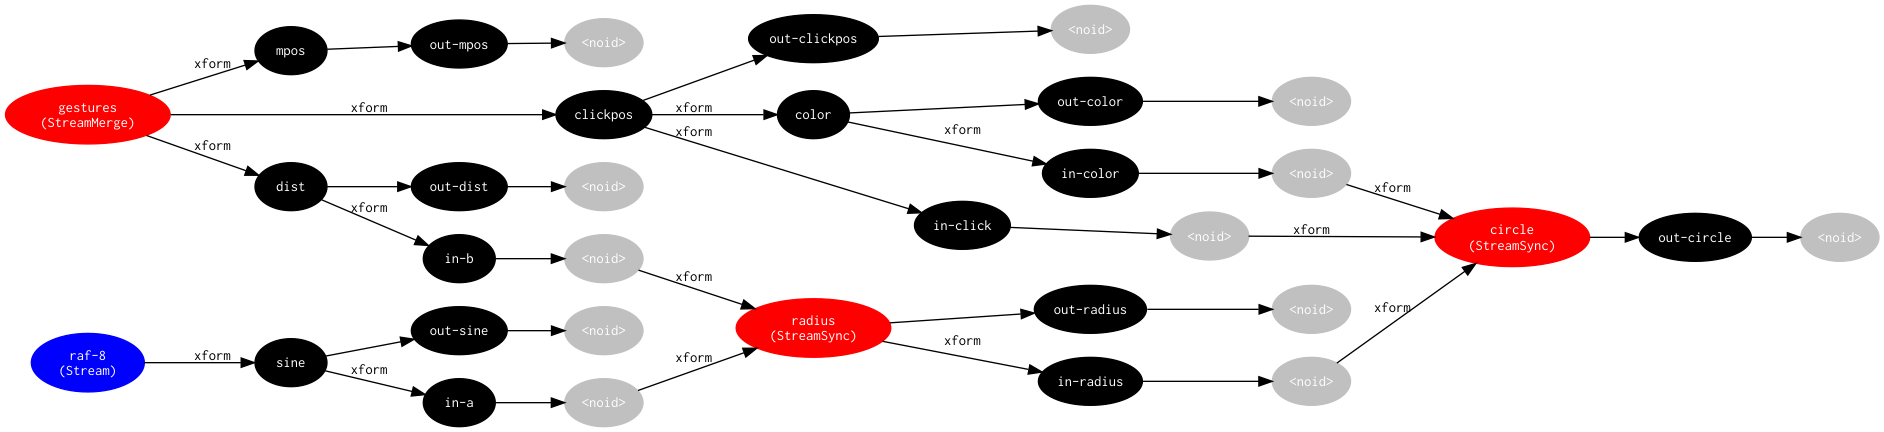 <noid>
out-clickpos
out-mpos
<noid>
mpos
xform
gestures
(StreamMerge)
xform
clickpos
xform
color
out-color
<noid>
xform
xform
xform
in-color
<noid>
xform
dist
out-dist
<noid>
xform
in-click
<noid>
xform
circle
(StreamSync)
out-circle
<noid>
in-b
<noid>
xform
out-sine
<noid>
radius
(StreamSync)
out-radius
<noid>
xform
xform
raf-8
(Stream)
xform
sine
xform
xform
in-radius
<noid>
in-a
<noid>